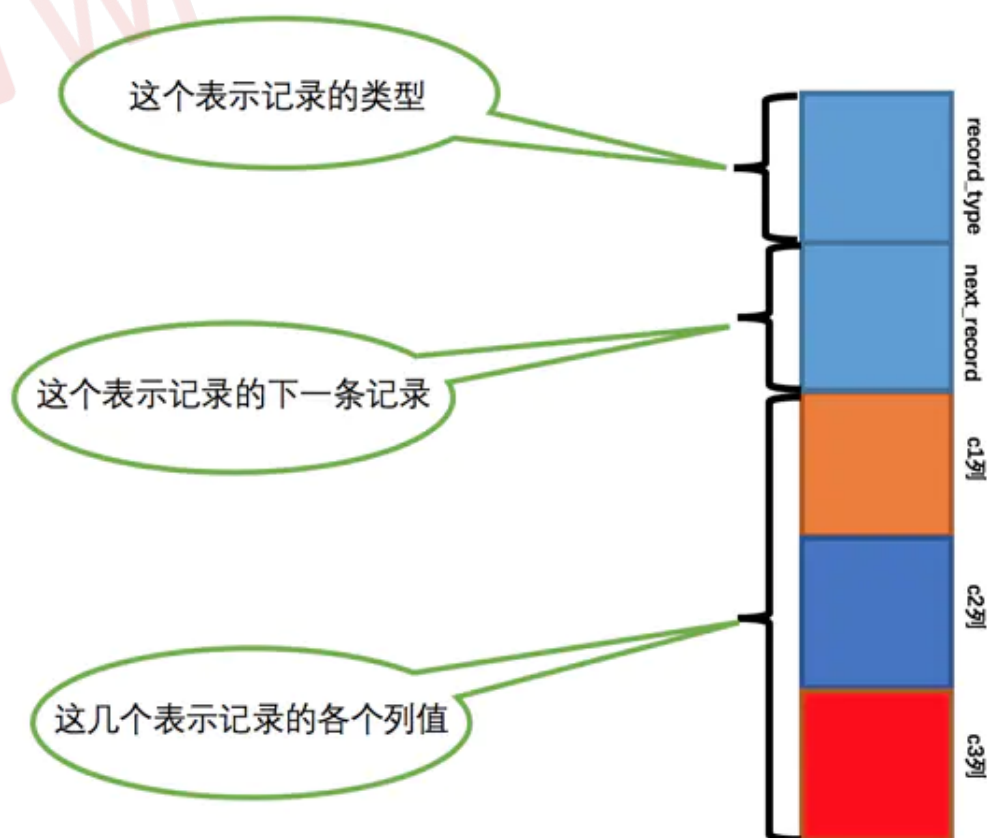 这个表示记录的类型
record_type
next_record
这个表示记录的下一条记录
c1列
c2列
这几个表示记录的各个列值
c3列